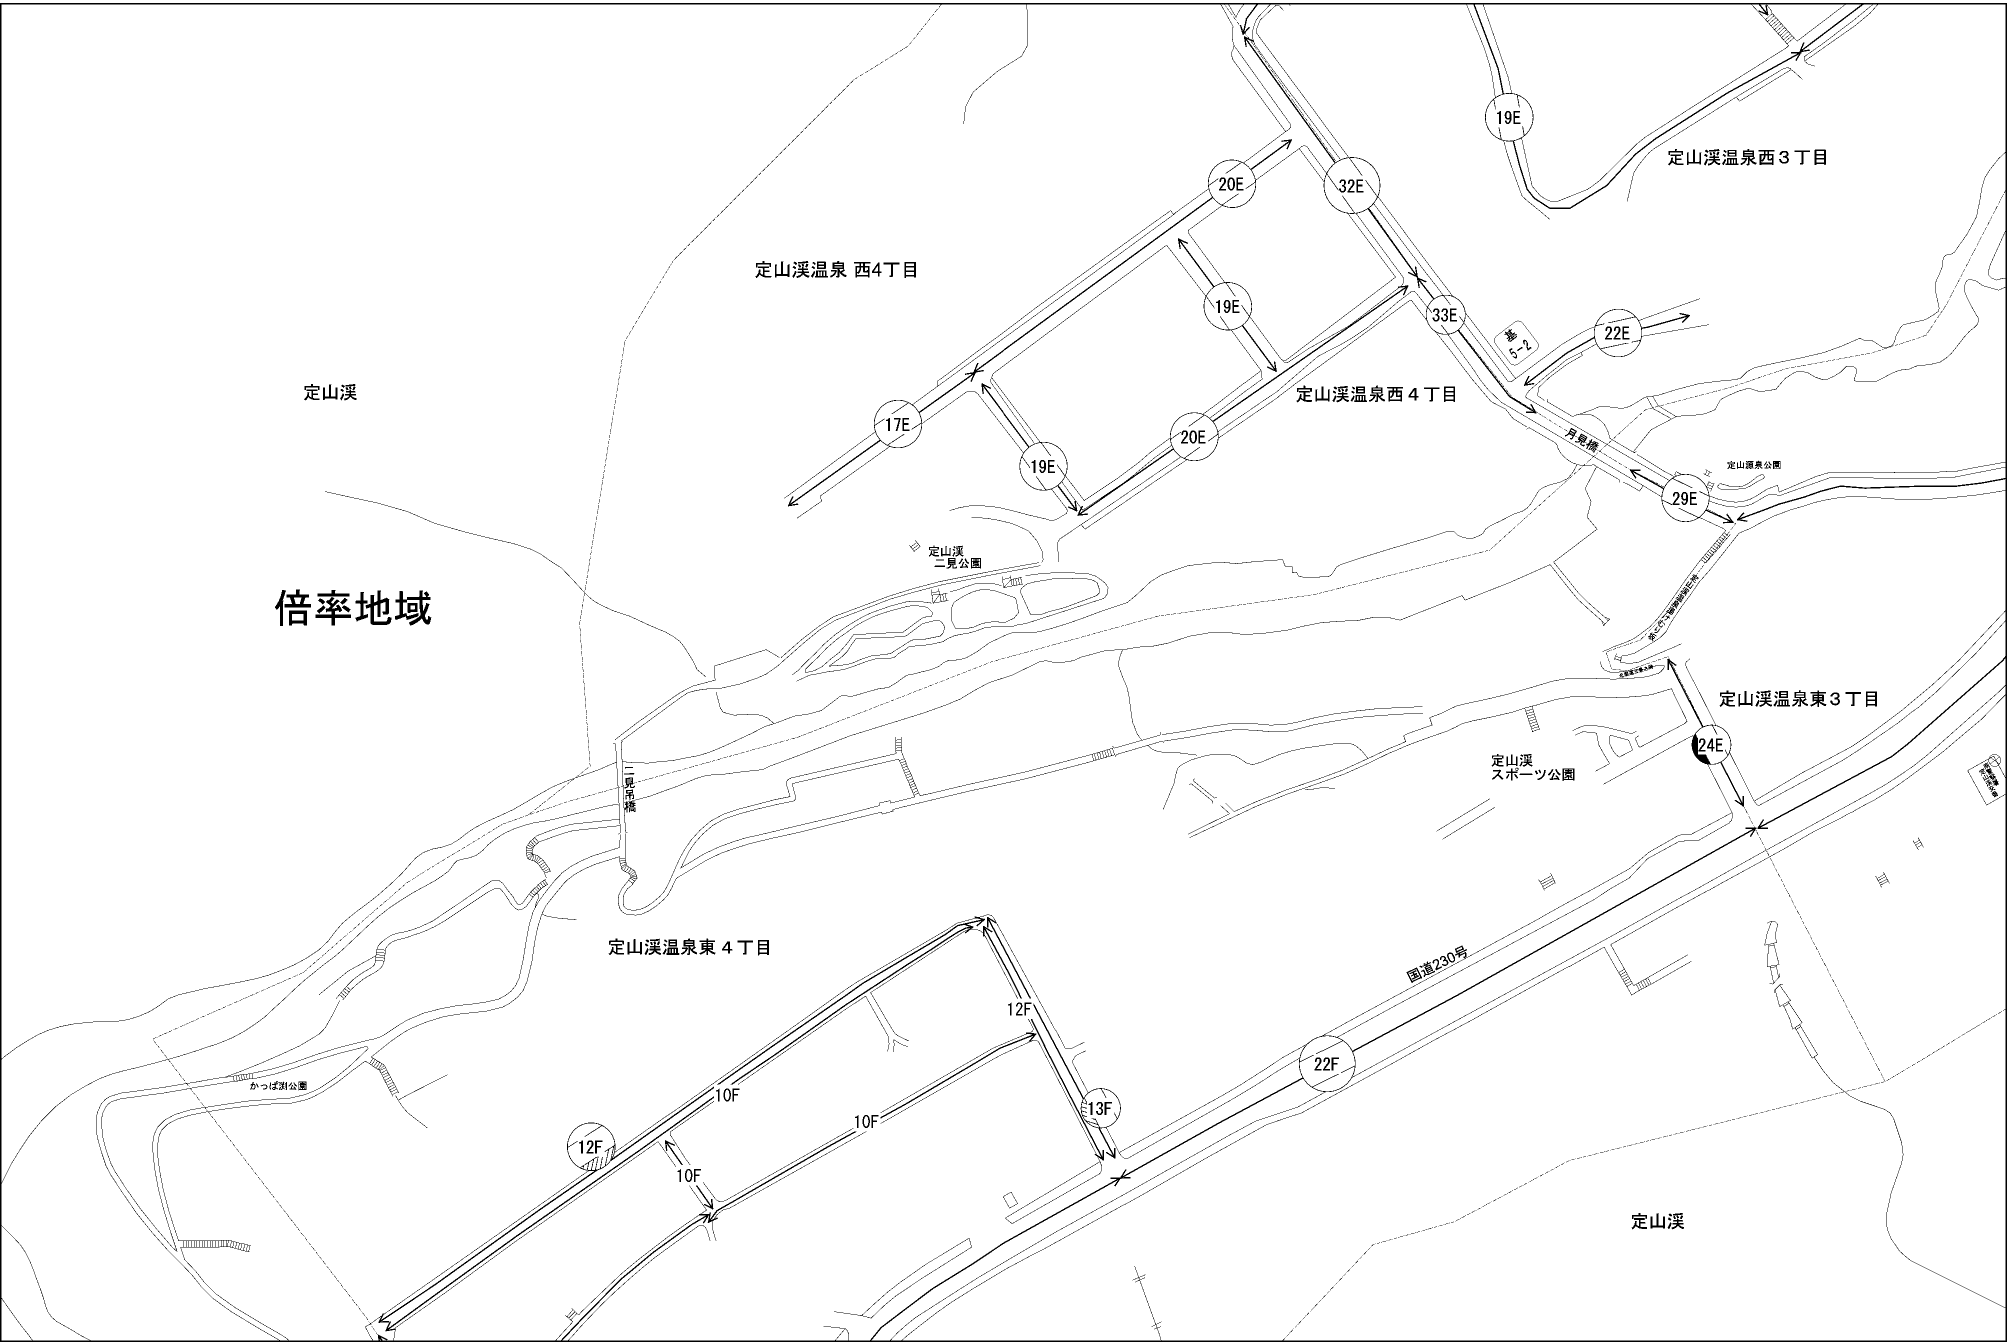 19E
定山渓温泉西３丁目
20E
32E
定山渓温泉 西4丁目
19E
33E
基
5-2
22E
定山渓
定山渓温泉西４丁目
17E
20E
19E
月見橋
定山源泉公園
29E
定山渓
二見公園
倍率地域
定山渓温泉東３丁目
24E
定山渓
スポーツ公園
二見吊橋
定山渓温泉東４丁目
国道230号
12F
22F
かっぱ渕公園
10F
13F
10F
12F
10F
定山渓